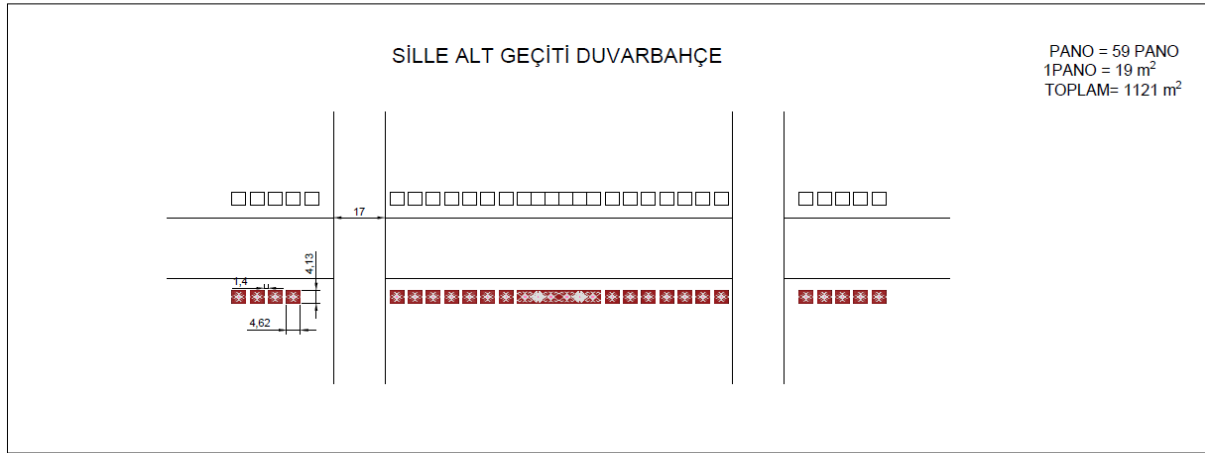 SİLLE ALT GEÇİTİ DUVARBAHÇE
PANO = 59 PANO
1PANO = 19 m²
TOPLAM= 1121 m²
17
1,4
4,13
4,62